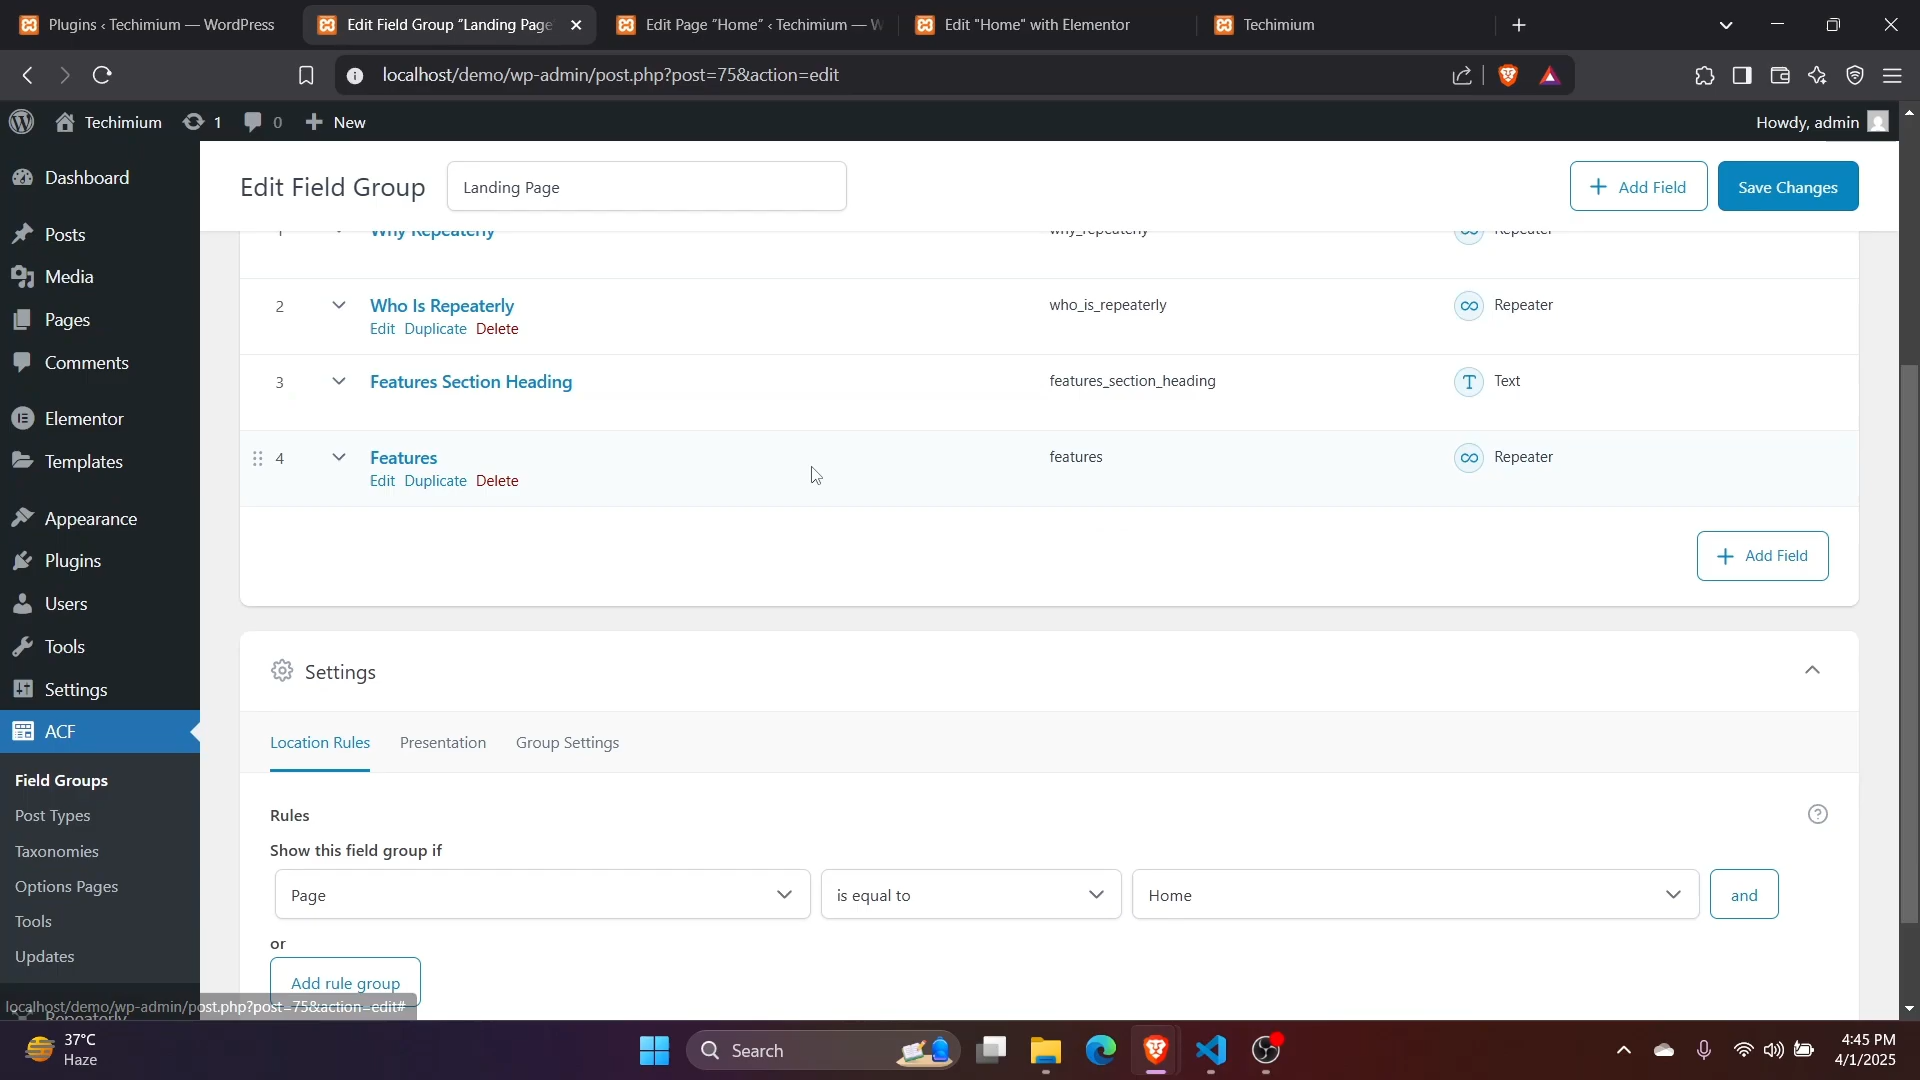 Plugins ‹ Techimium — WordPress
Edit Field Group “Landing Page
Edit Page “Home” ‹ Techimium — W
Edit "Home" with Elementor
Techimium
localhost/demo/wp-admin/post.php?post=75&action=edit
Techimium
1
0
New
Howdy, admin
Dashboard
Posts
Media
Pages
Comments
Elementor
Templates
Appearance
Plugins
Users
Tools
Settings
ACF
Field Groups
Post Types
Taxonomies
Options Pages
Tools
Updates
Repeaterly
Edit Field Group
Landing Page
Add Field
Save Changes
1 Why Repeaterly why_repeaterly Repeater
2 Who Is Repeaterly who_is_repeaterly Repeater
Edit Duplicate Delete
3 Features Section Heading features_section_heading Text
4 Features features Repeater
Edit Duplicate Delete
Add Field
Settings
Location Rules Presentation Group Settings
Rules
Show this field group if
Page is equal to Home and
or
Add rule group
localhost/demo/wp-admin/post.php?post=75&action=edit#
37°C
Haze
Search
4:45 PM
4/1/2025